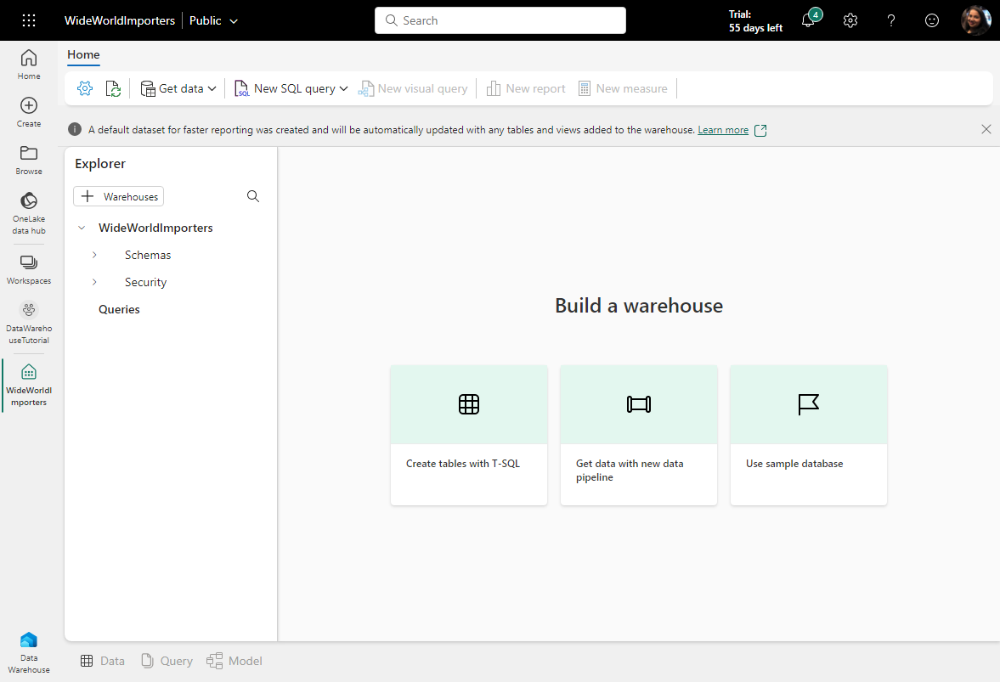 WideWorldImporters Public
Search
Trial:
55 days left
4
Home
Home
Create
Browse
OneLake
data hub
Workspaces
DataWareho
useTutorial
WideWorldI
mporters
Data
Warehouse
Get data
SQL
New SQL query
New visual query
New report
New measure
A default dataset for faster reporting was created and will be automatically updated with any tables and views added to the warehouse. Learn more
Explorer
Warehouses
WideWorldImporters
Schemas
Security
Queries
Build a warehouse
Create tables with T-SQL
Get data with new data
pipeline
Use sample database
Data
Query
Model